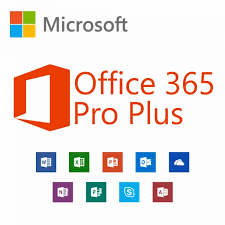 Microsoft
Office 365
Pro Plus
W X P O
N P S A